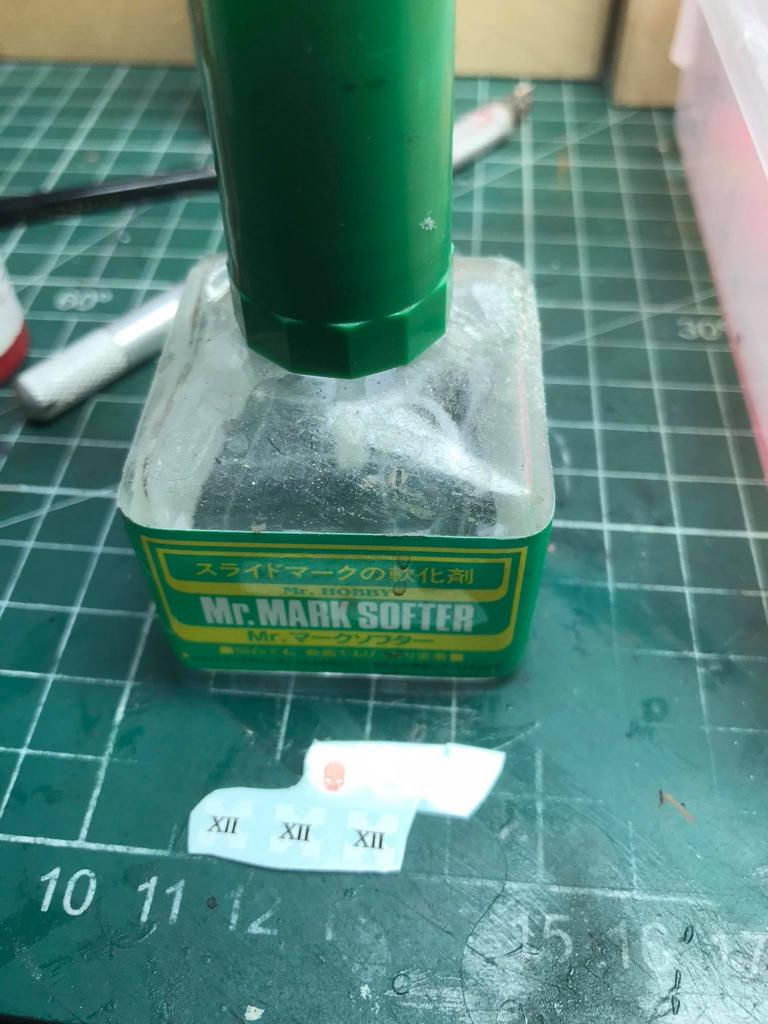 60°
30°
スライドマークの軟化剤
Mr. HOBBY
Mr. MARK SOFTER
Mr.マークソフター
XII XII XII
10 11 12 15 16 17